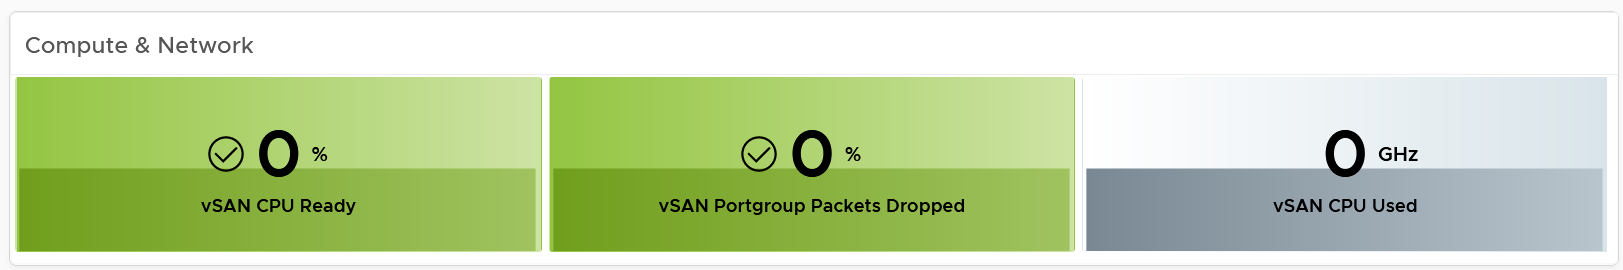 Compute & Network
0 %
vSAN CPU Ready
0 %
vSAN Portgroup Packets Dropped
0 GHz
vSAN CPU Used